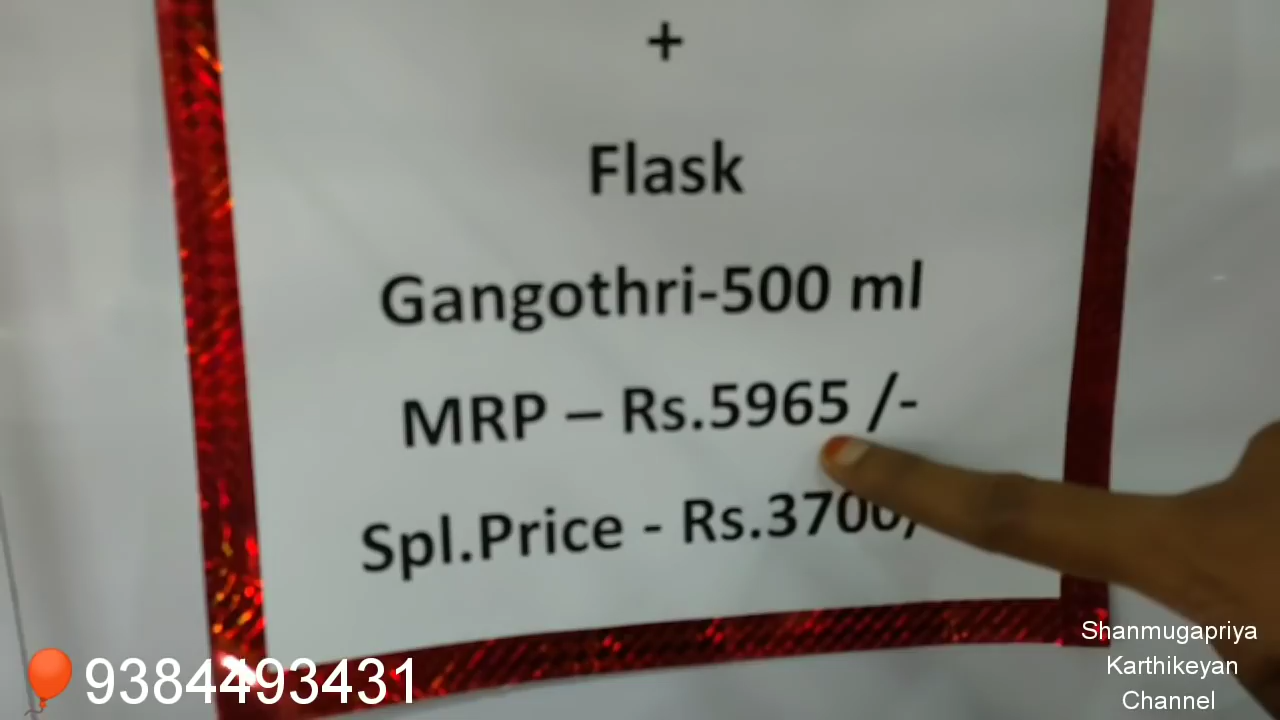 +
Flask
Gangothri-500 ml
MRP – Rs.5965 /-
Spl.Price - Rs.3700/
9384493431
Shanmugapriya
Karthikeyan
Channel